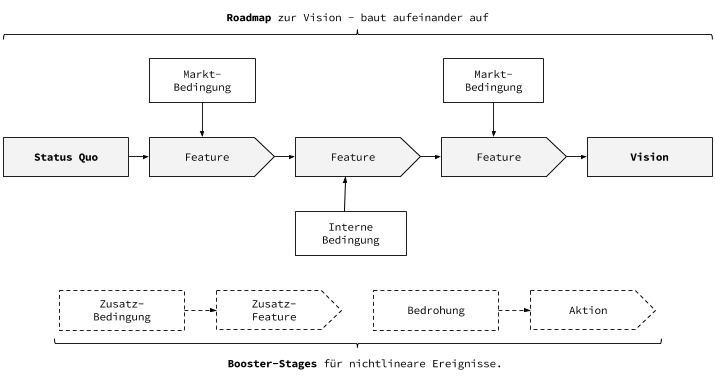 Roadmap zur Vision - baut aufeinander auf
Markt-
Bedingung
Markt-
Bedingung
Status Quo
Feature
Feature
Feature
Vision
Interne
Bedingung
Zusatz-
Bedingung
Zusatz-
Feature
Bedrohung
Aktion
Booster-Stages für nichtlineare Ereignisse.